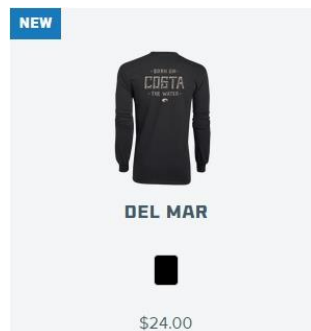 NEW
BORN ON
COSTA
THE WATER
DEL MAR
$24.00